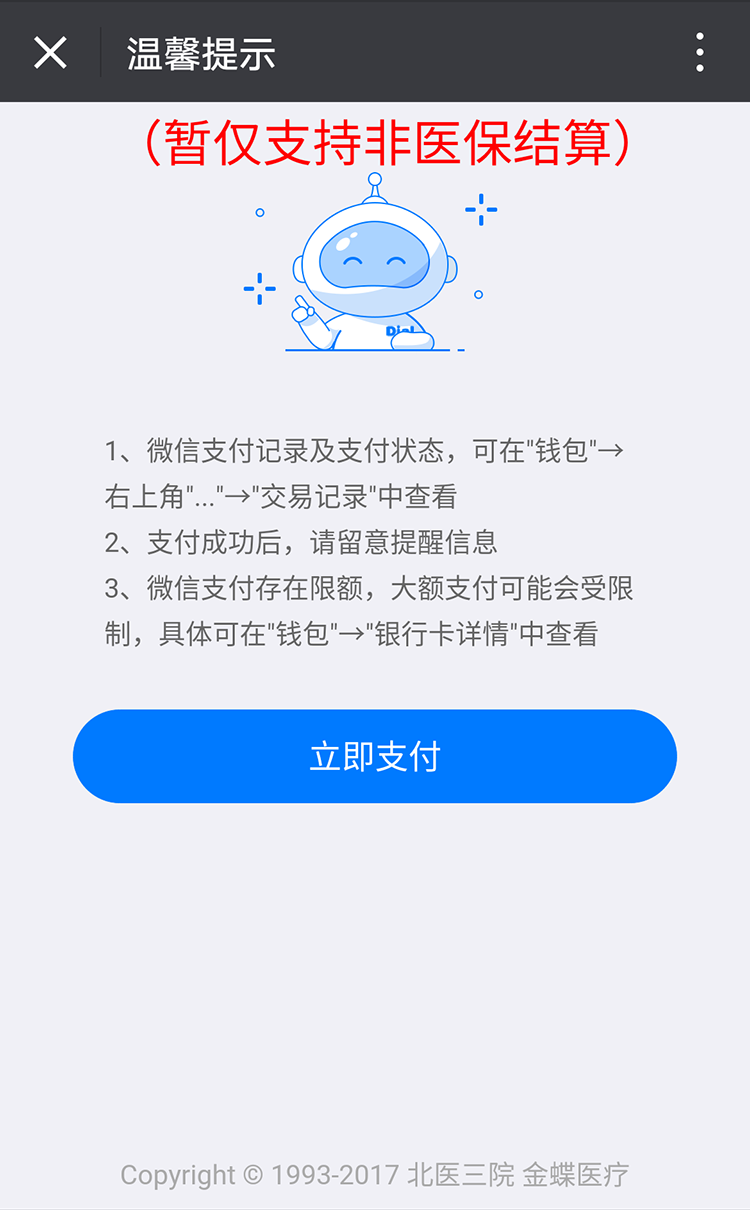 温馨提示
（暂仅支持非医保结算）
1、微信支付记录及支付状态，可在"钱包"→
右上角"..."→"交易记录"中查看
2、支付成功后，请留意提醒信息
3、微信支付存在限额，大额支付可能会受限
制，具体可在"钱包"→"银行卡详情"中查看
立即支付
Copyright © 1993-2017 北医三院 金蝶医疗